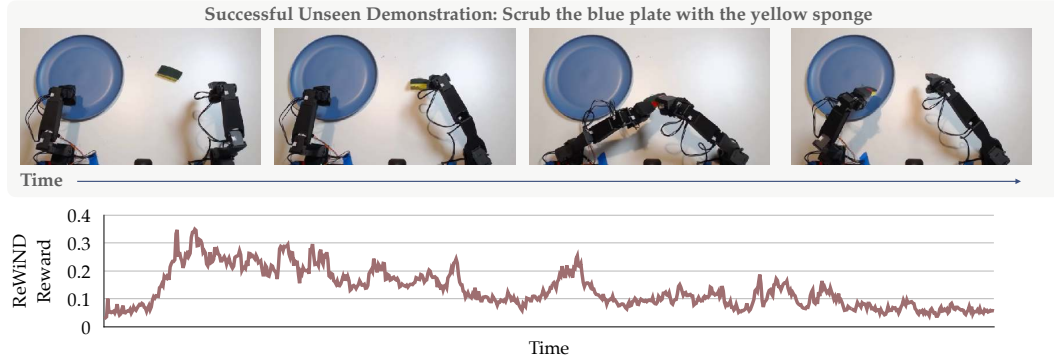 Successful Unseen Demonstration: Scrub the blue plate with the yellow sponge
Time
ReWiND
Reward
0.4
0.3
0.2
0.1
0
Time